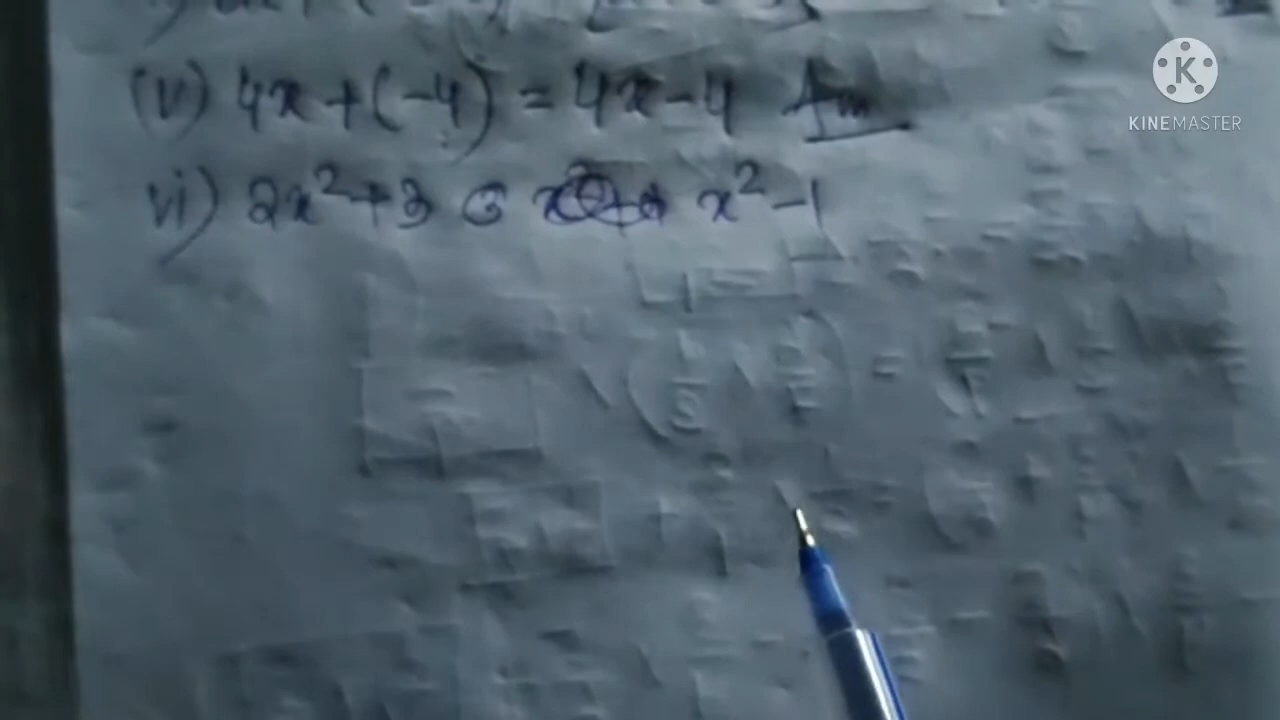 (v) 4x+(-4) = 4x-4 Ans
vi) 2x²+3 x²-1
K
KINEMASTER